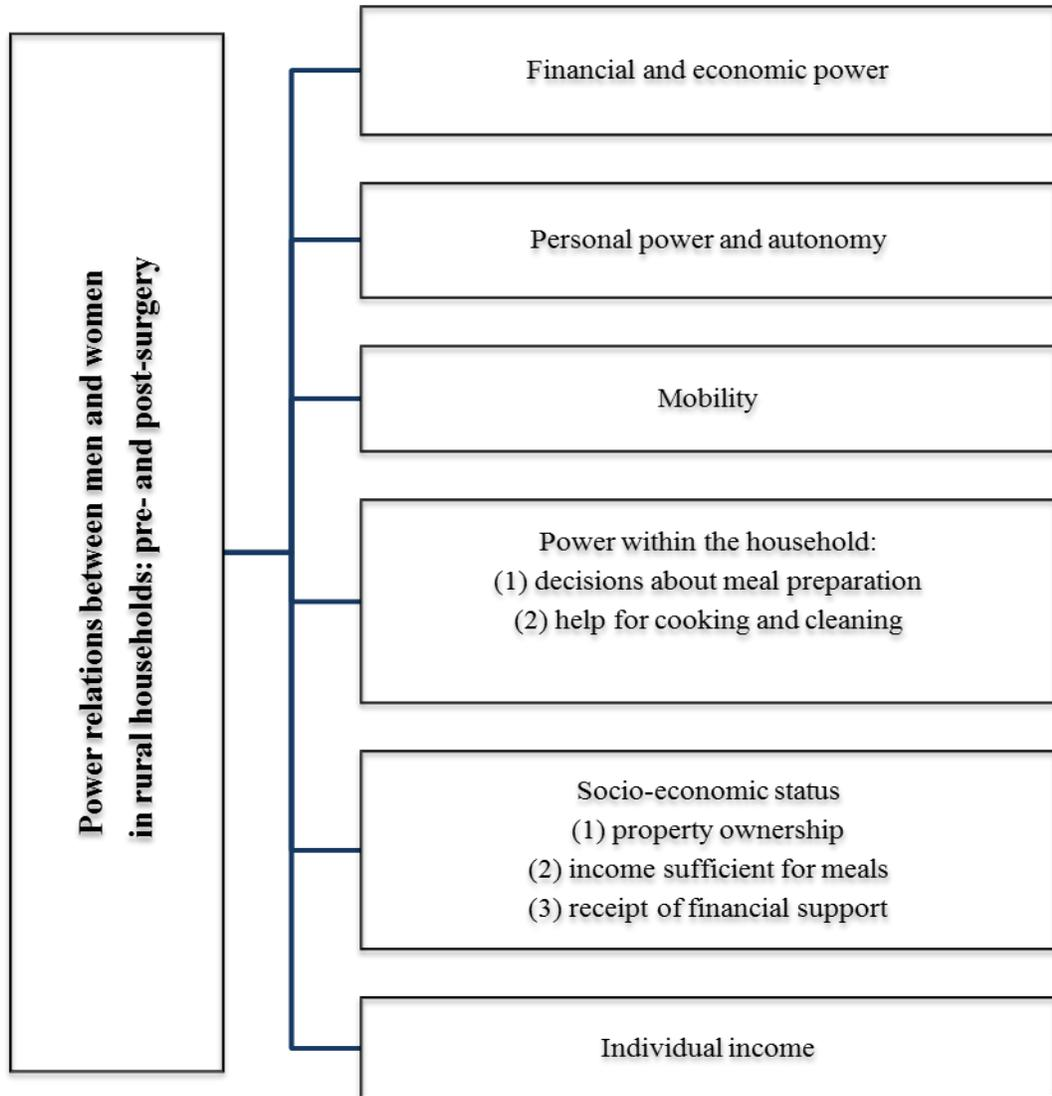 Power relations between men and women
in rural households: pre- and post-surgery
Financial and economic power
Personal power and autonomy
Mobility
Power within the household:
(1) decisions about meal preparation
(2) help for cooking and cleaning
Socio-economic status
(1) property ownership
(2) income sufficient for meals
(3) receipt of financial support
Individual income